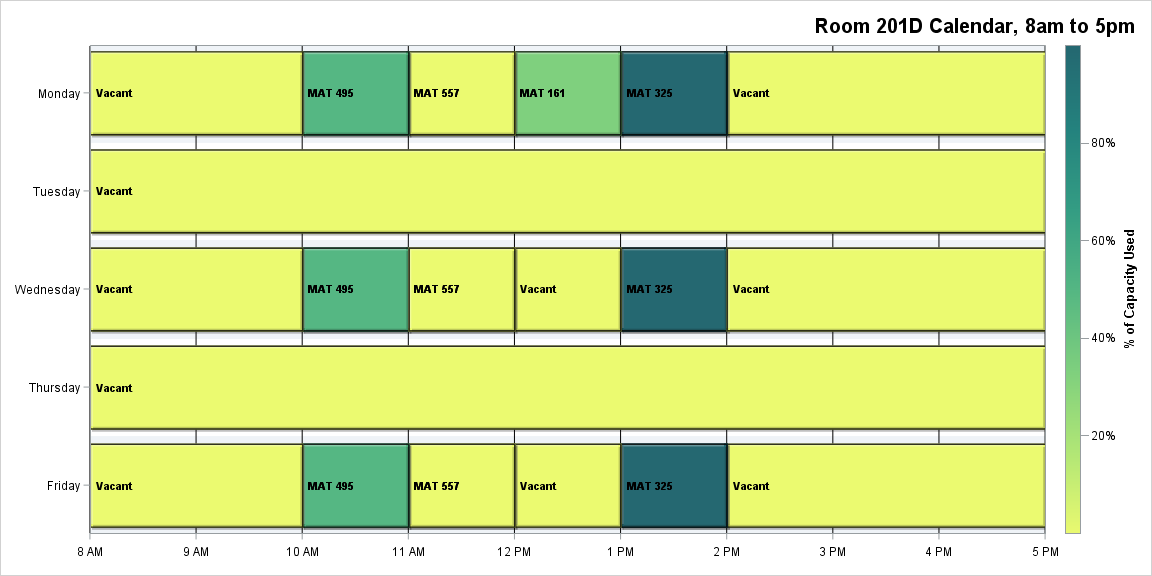 Room 201D Calendar, 8am to 5pm
Monday
Vacant
MAT 495
MAT 557
MAT 161
MAT 325
Vacant
Tuesday
Vacant
Wednesday
Vacant
MAT 495
MAT 557
Vacant
MAT 325
Vacant
Thursday
Vacant
Friday
Vacant
MAT 495
MAT 557
Vacant
MAT 325
Vacant
8 AM
9 AM
10 AM
11 AM
12 PM
1 PM
2 PM
3 PM
4 PM
5 PM
80%
60%
40%
20%
% of Capacity Used